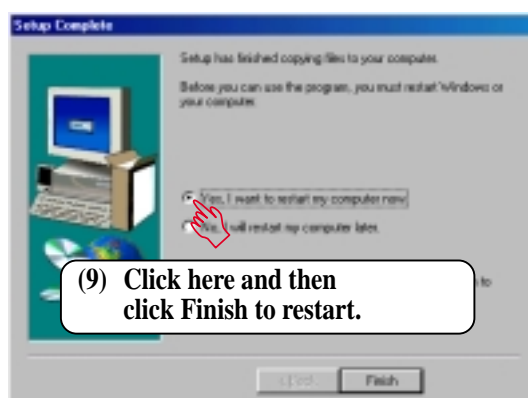 Setup Complete
Setup has finished copying files to your computer.
Before you can use the program, you must restart Windows or
your computer.
Yes, I want to restart my computer now.
No, I will restart my computer later.
(9) Click here and then
click Finish to restart.
to
< Back
Finish